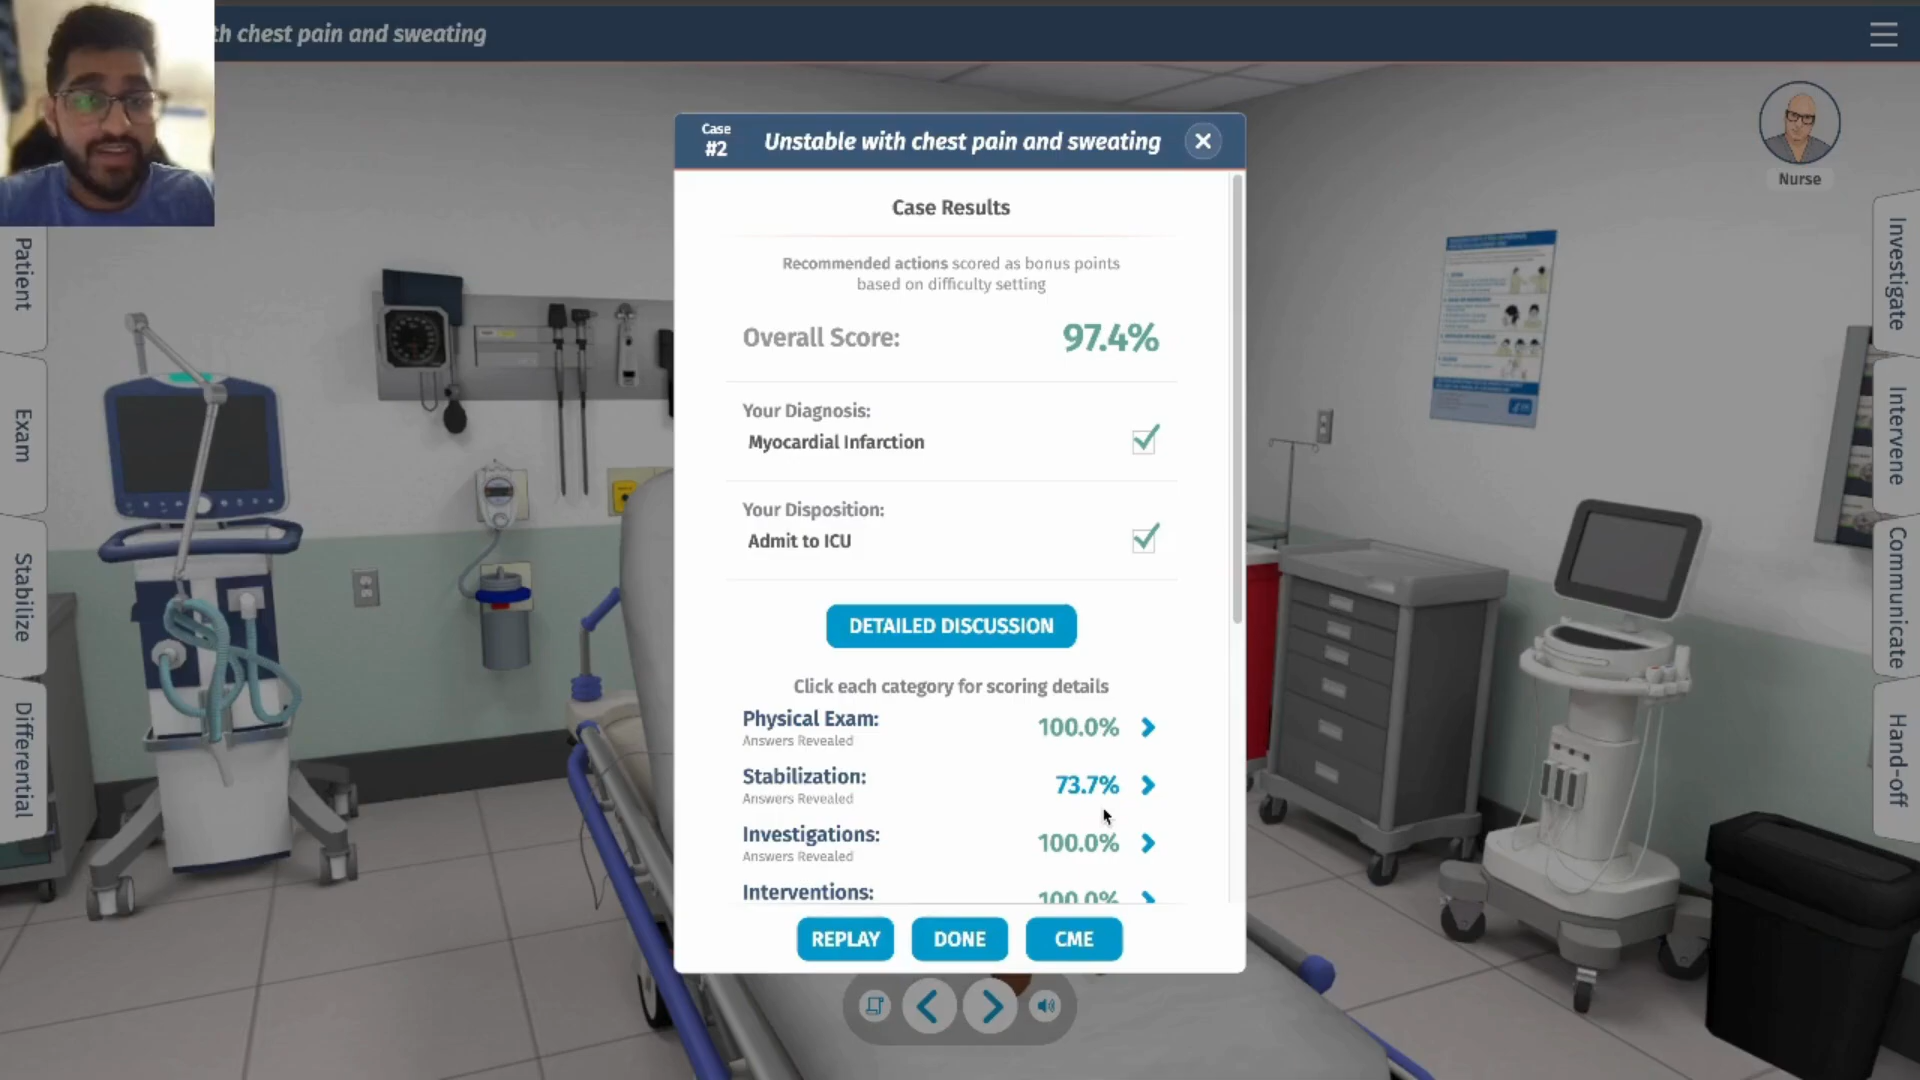 th chest pain and sweating
Nurse
Patient
Exam
Stabilize
Differential
Investigate
Intervene
Communicate
Hand-off
Case
#2
Unstable with chest pain and sweating
Case Results
Recommended actions scored as bonus points
based on difficulty setting
Overall Score: 97.4%
Your Diagnosis:
Myocardial Infarction
Your Disposition:
Admit to ICU
DETAILED DISCUSSION
Click each category for scoring details
Physical Exam: 100.0%
Answers Revealed
Stabilization: 73.7%
Answers Revealed
Investigations: 100.0%
Answers Revealed
Interventions: 100.0%
REPLAY DONE CME